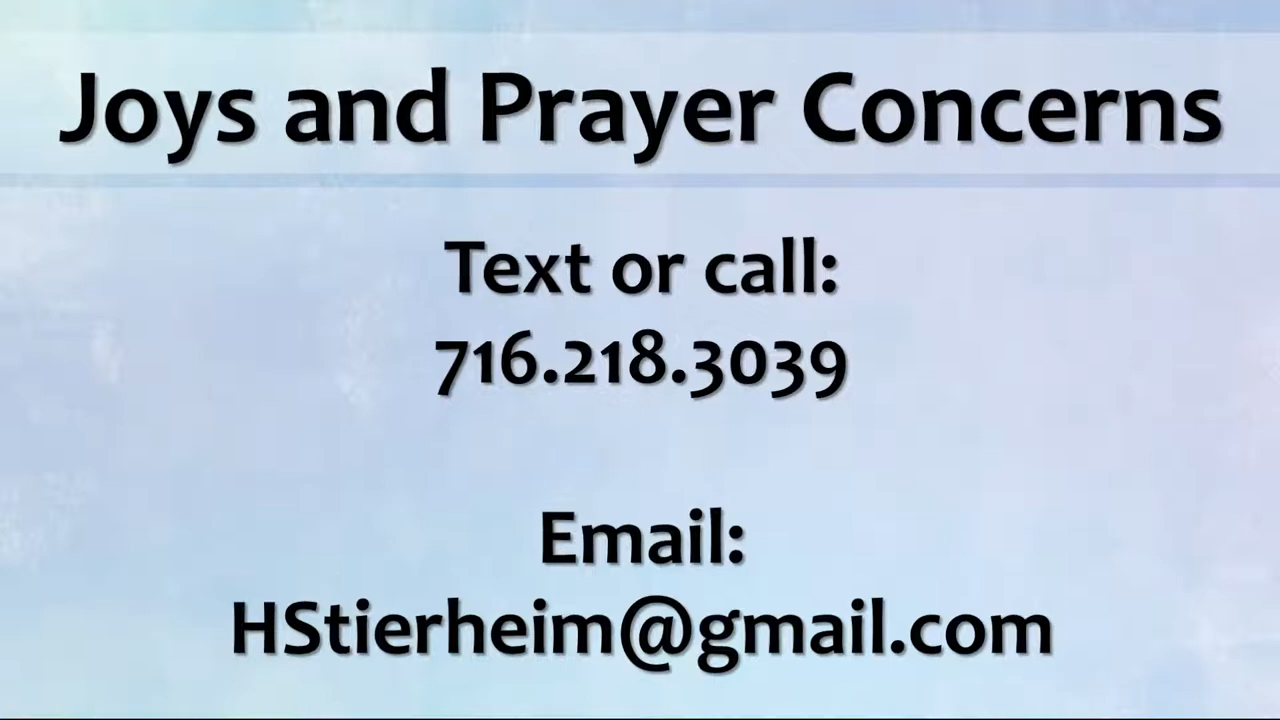 Joys and Prayer Concerns
Text or call:
716.218.3039
Email:
HStierheim@gmail.com